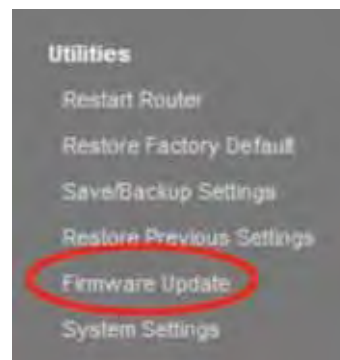 Utilities
Restart Router
Restore Factory Default
Save/Backup Settings
Restore Previous Settings
Firmware Update
System Settings